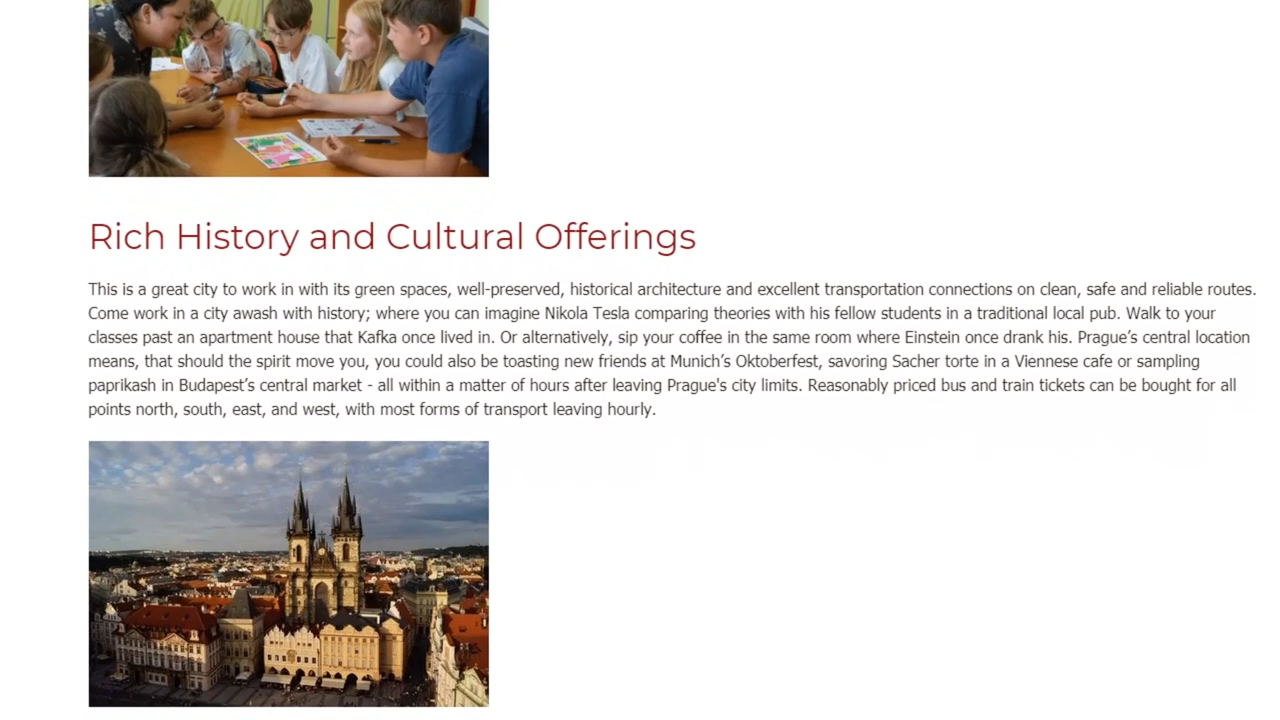 Rich History and Cultural Offerings
This is a great city to work in with its green spaces, well-preserved, historical architecture and excellent transportation connections on clean, safe and reliable routes.
Come work in a city awash with history; where you can imagine Nikola Tesla comparing theories with his fellow students in a traditional local pub. Walk to your
classes past an apartment house that Kafka once lived in. Or alternatively, sip your coffee in the same room where Einstein once drank his. Prague’s central location
means, that should the spirit move you, you could also be toasting new friends at Munich’s Oktoberfest, savoring Sacher torte in a Viennese cafe or sampling
paprikash in Budapest’s central market - all within a matter of hours after leaving Prague's city limits. Reasonably priced bus and train tickets can be bought for all
points north, south, east, and west, with most forms of transport leaving hourly.